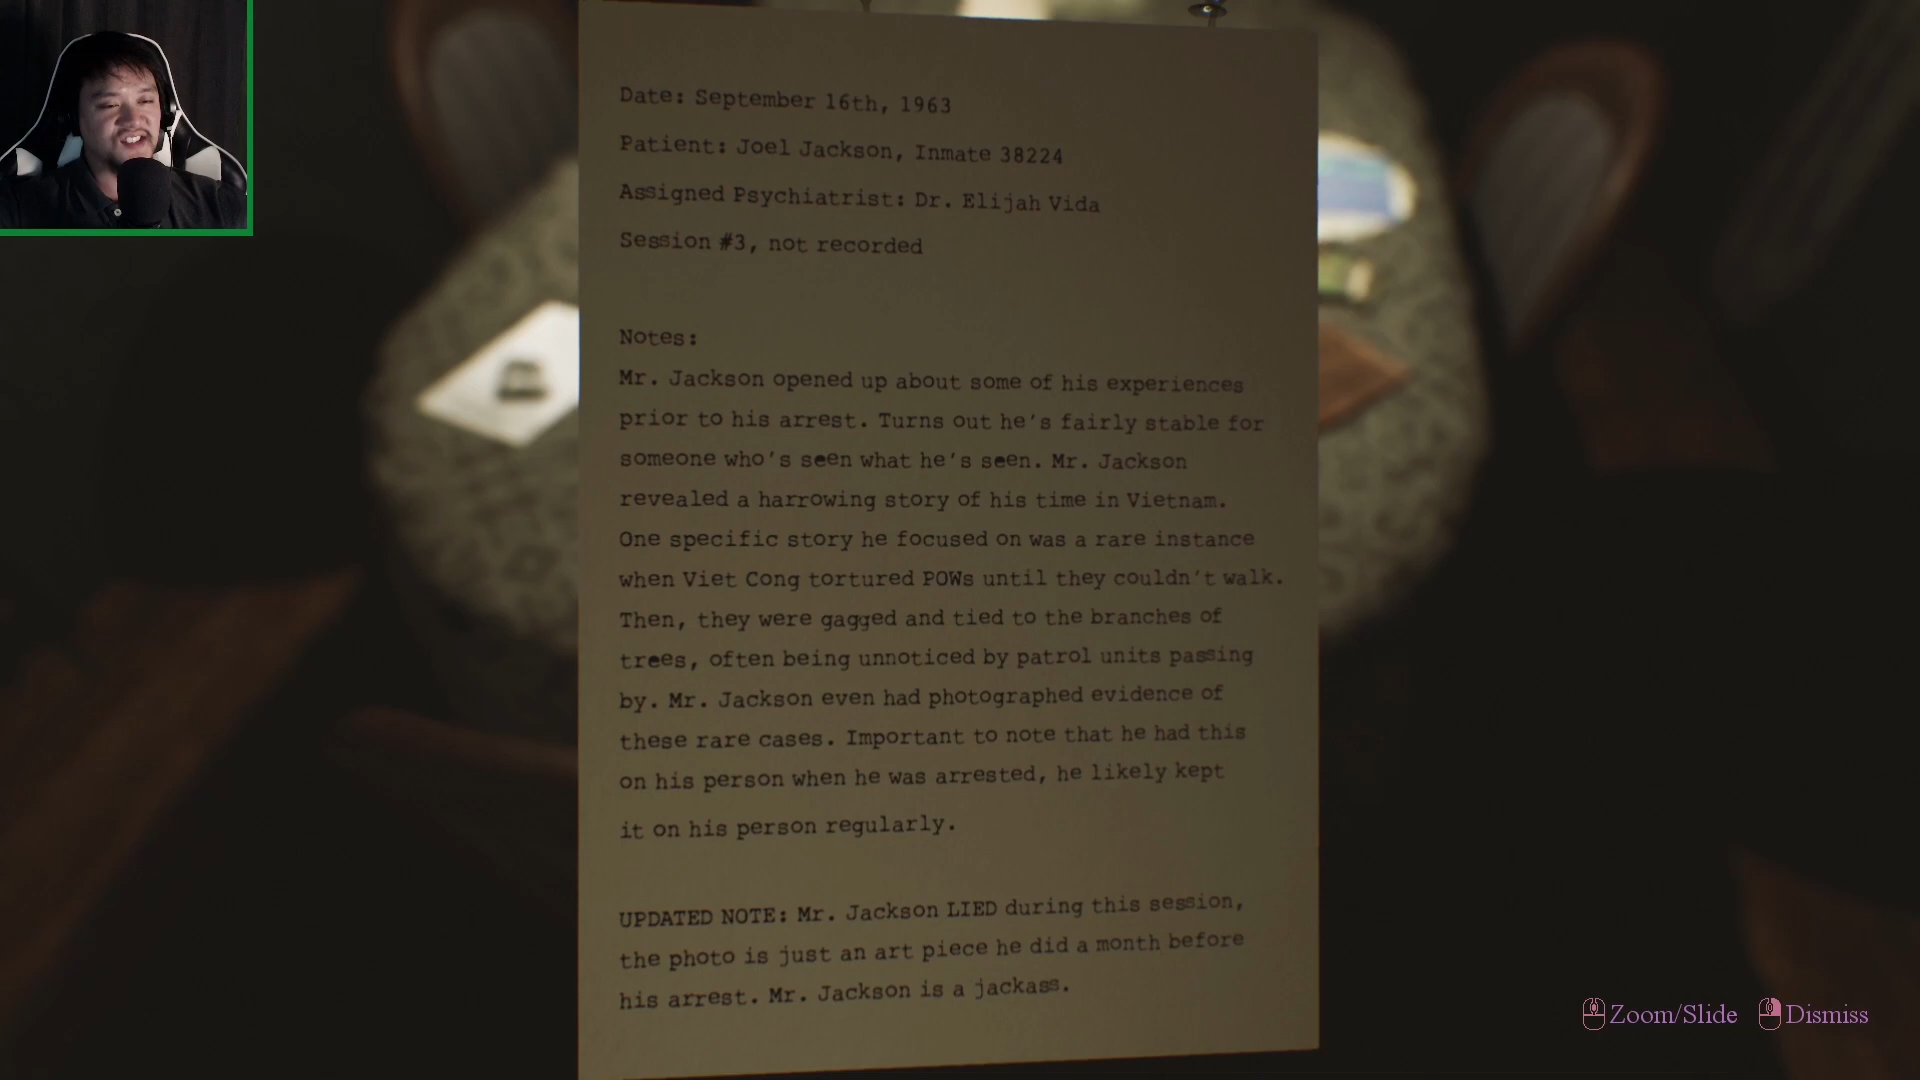 Date: September 16th, 1963
Patient: Joel Jackson, Inmate 38224
Assigned Psychiatrist: Dr. Elijah Vida
Session #3, not recorded
Notes:
Mr. Jackson opened up about some of his experiences
prior to his arrest. Turns out he's fairly stable for
someone who's seen what he's seen. Mr. Jackson
revealed a harrowing story of his time in Vietnam.
One specific story he focused on was a rare instance
when Viet Cong tortured POWs until they couldn't walk.
Then, they were gagged and tied to the branches of
trees, often being unnoticed by patrol units passing
by. Mr. Jackson even had photographed evidence of
these rare cases. Important to note that he had this
on his person when he was arrested, he likely kept
it on his person regularly.
UPDATED NOTE: Mr. Jackson LIED during this session,
the photo is just an art piece he did a month before
his arrest. Mr. Jackson is a jackass.
Zoom/Slide Dismiss